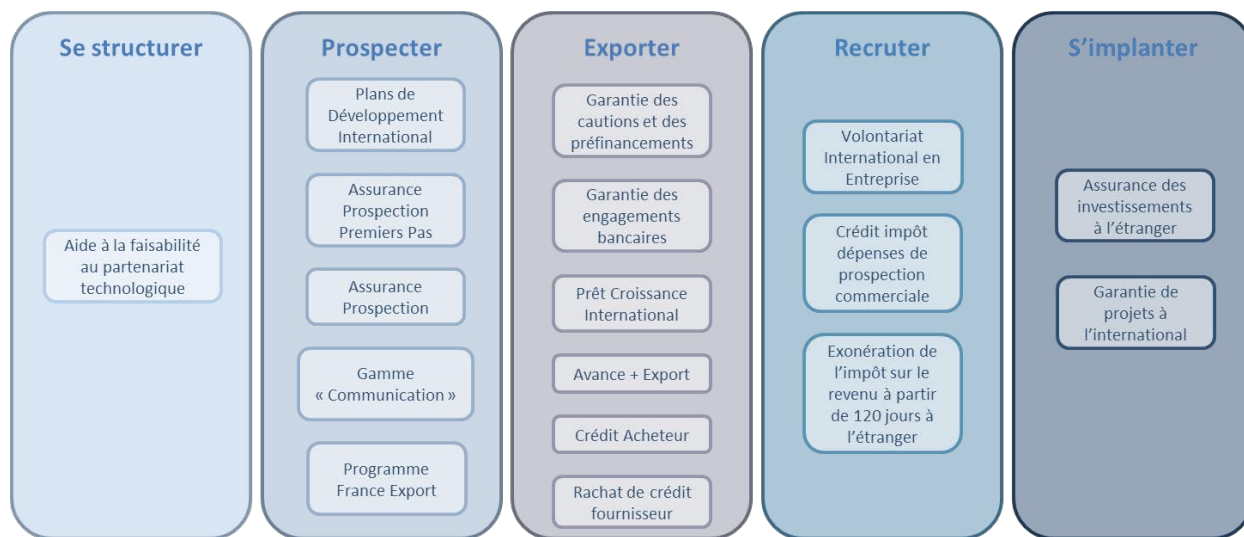 Se structurer
Aide à la faisabilité
au partenariat
technologique
Prospecter
Plans de
Développement
International
Assurance
Prospection
Premiers Pas
Assurance
Prospection
Gamme
« Communication »
Programme
France Export
Exporter
Garantie des
cautions et des
préfinancements
Garantie des
engagements
bancaires
Prêt Croissance
International
Avance + Export
Crédit Acheteur
Rachat de crédit
fournisseur
Recruter
Volontariat
International en
Entreprise
Crédit impôt
dépenses de
prospection
commerciale
Exonération de
l’impôt sur le
revenu à partir
de 120 jours à
l’étranger
S’implanter
Assurance des
investissements
à l’étranger
Garantie de
projets à
l’international